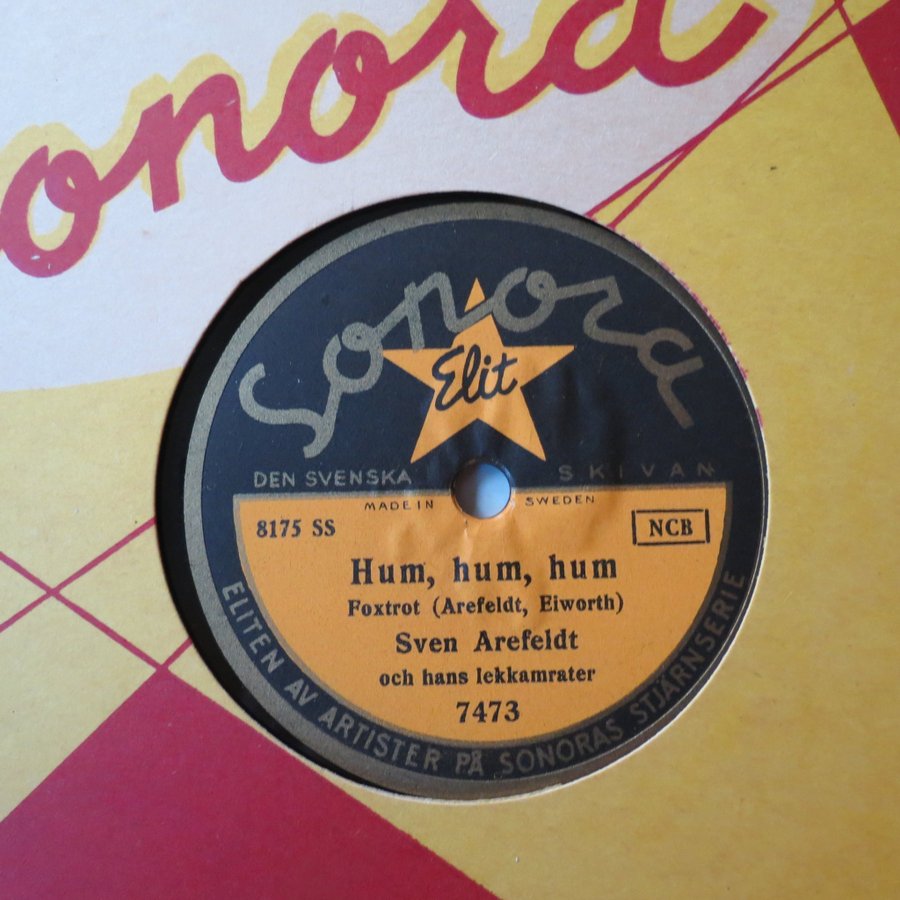 onora
Sonora
Elit
DEN SVENSKA SKIVAN
MADE IN SWEDEN
8175 SS
NCB
Hum, hum, hum
Foxtrot (Arefeldt, Eiworth)
Sven Arefeldt
och hans lekkamrater
7473
ELITEN AV ARTISTER PÅ SONORAS STJÄRNSERIE